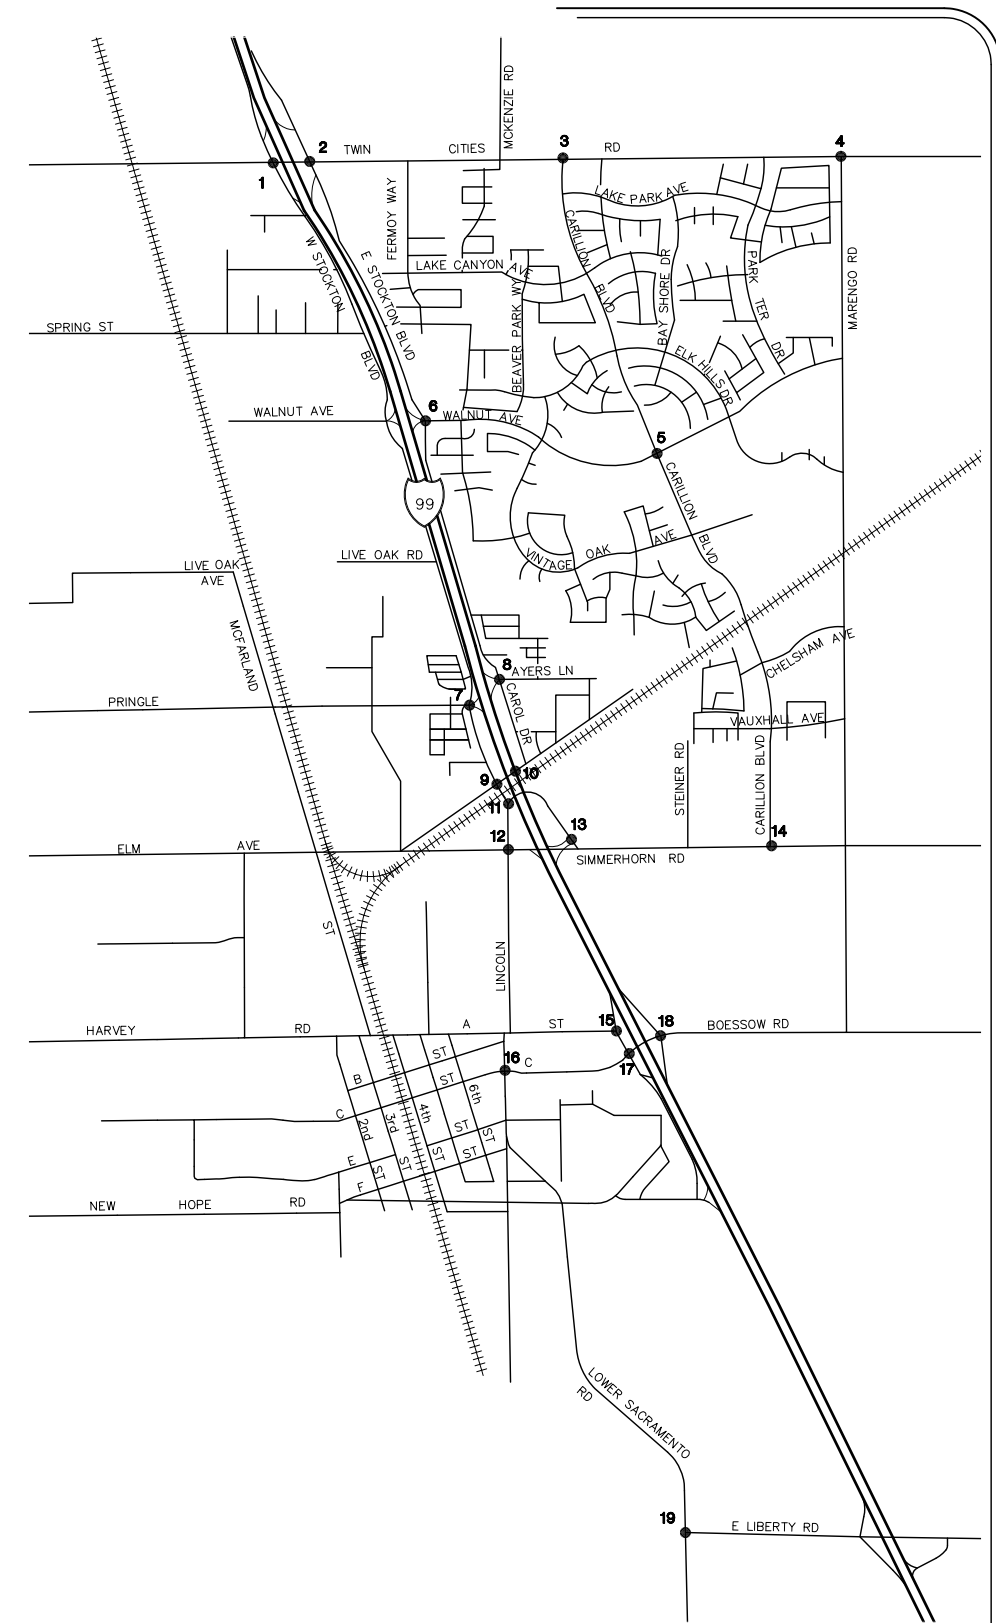 MCKENZIE RD
2
TWIN
CITIES
3
RD
4
1
FERMOY WAY
LAKE PARK AVE
CARILLION
BLVD
W STOCKTON
BLVD
E STOCKTON BLVD
LAKE CANYON AVE
BAY SHORE DR
PARK
TER
DR
MARENGO RD
SPRING ST
BEAVER PARK WY
ELK HILLS DR
WALNUT AVE
6
WALNUT AVE
5
CARILLION
BLVD
99
LIVE OAK
AVE
LIVE OAK RD
VINTAGE
OAK
AVE
MCFARLAND
CHELSHAM AVE
8
AYERS LN
PRINGLE
7
CAROL DR
VAUXHALL AVE
STEINER RD
CARILLION BLVD
9
10
11
12
13
14
ELM
AVE
SIMMERHORN RD
ST
LINCOLN
HARVEY
RD
A
ST
15
18
BOESSOW RD
B
ST
16
C
17
C
ST
2nd
3rd
4th
6th
ST
ST
E
ST
ST
ST
ST
F
NEW
HOPE
RD
LOWER SACRAMENTO
RD
19
E LIBERTY RD